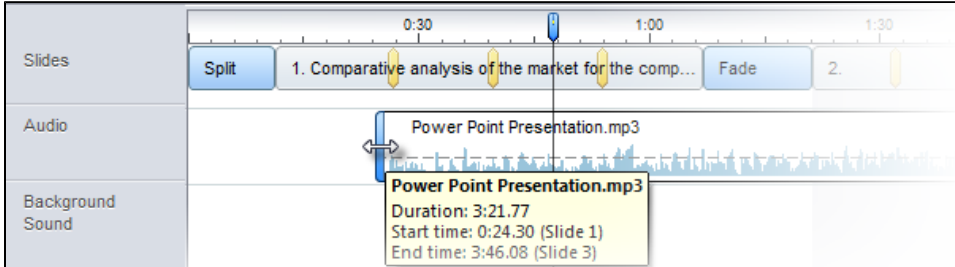 0:30 1:00 1:30
Slides
Split 1. Comparative analysis of the market for the comp... Fade 2.
Audio
Power Point Presentation.mp3
Power Point Presentation.mp3
Duration: 3:21.77
Start time: 0:24.30 (Slide 1)
End time: 3:46.08 (Slide 3)
Background
Sound